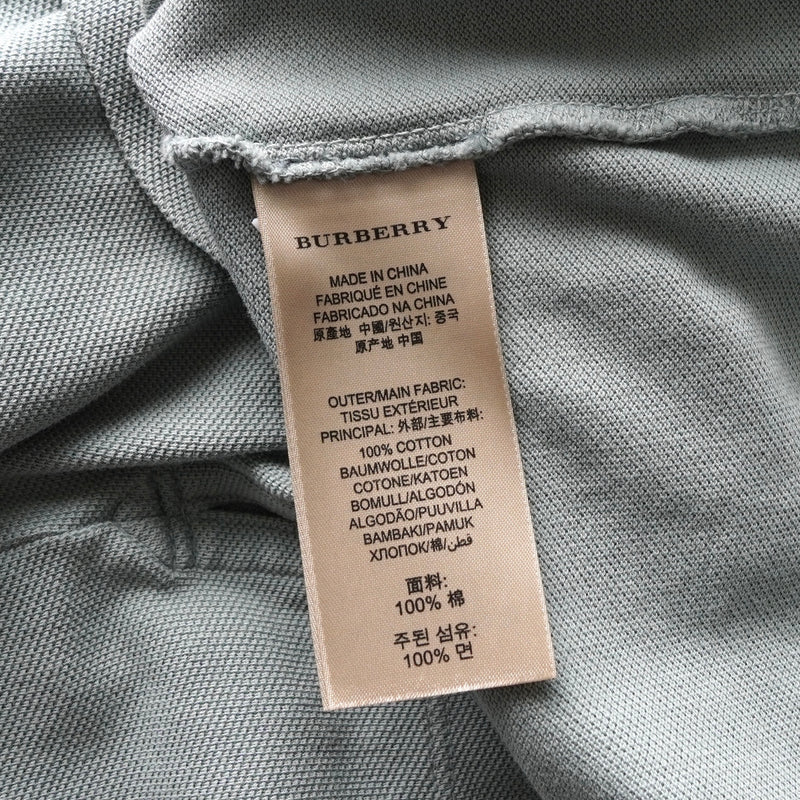 BURBERRY
MADE IN CHINA
FABRIQUÉ EN CHINE
FABRICADO NA CHINA
原產地 中國/원산지: 중국
原产地 中国
OUTER/MAIN FABRIC:
TISSU EXTÉRIEUR
PRINCIPAL: 外部/主要布料:
100% COTTON
BAUMWOLLE/COTON
COTONE/KATOEN
BOMULL/ALGODÓN
ALGODÃO/PUUVILLA
BAMBAKI/PAMUK
ХЛОПОК/棉/قطن
面料:
100% 棉
주된 섬유:
100% 면